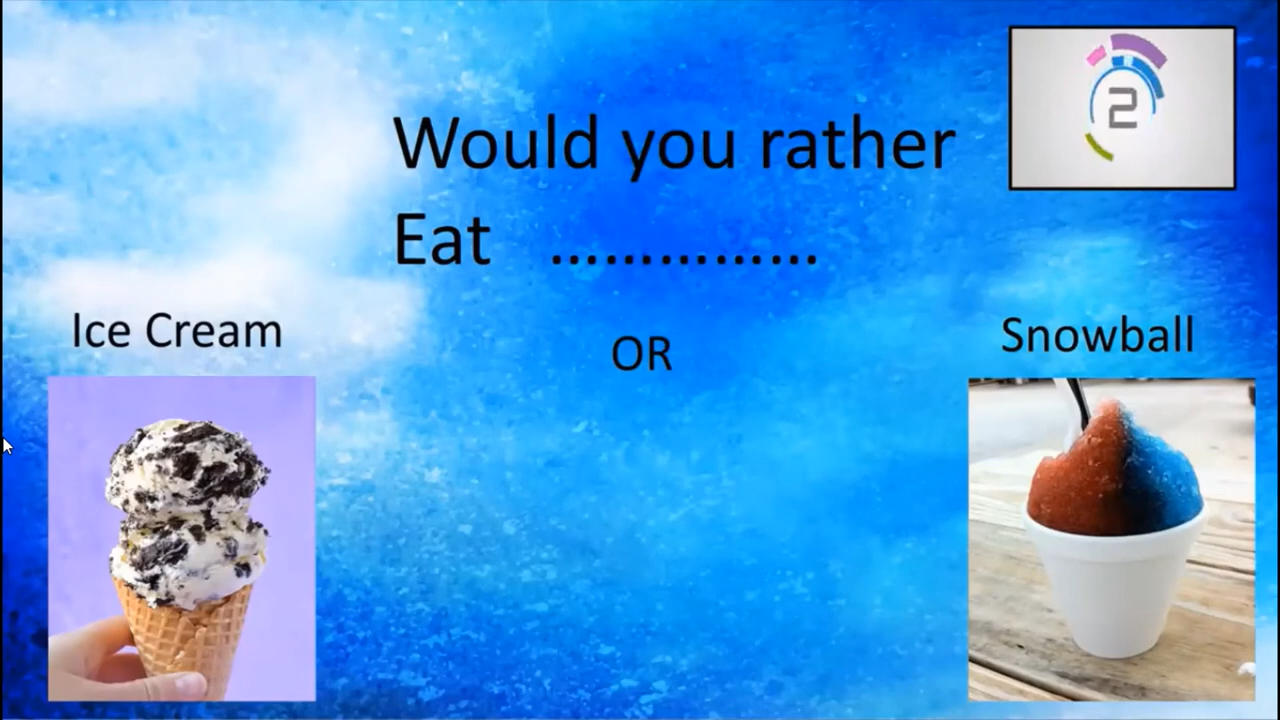 Would you rather
Eat ……………
Ice Cream
OR
Snowball
2